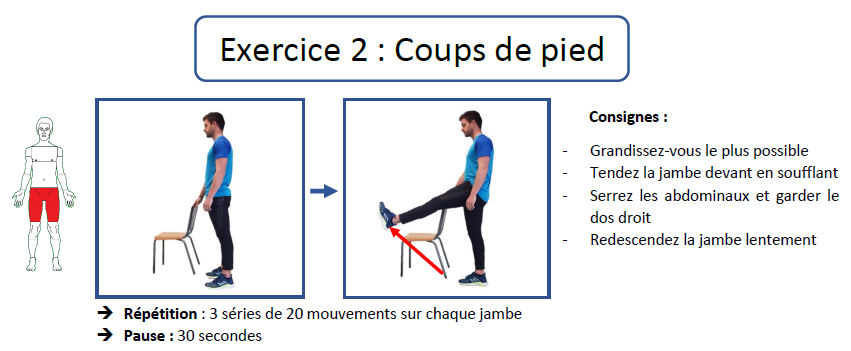 Exercice 2 : Coups de pied
Consignes :
- Grandissez-vous le plus possible
- Tendez la jambe devant en soufflant
- Serrez les abdominaux et garder le
dos droit
- Redescendez la jambe lentement
➔ Répétition : 3 séries de 20 mouvements sur chaque jambe
➔ Pause : 30 secondes